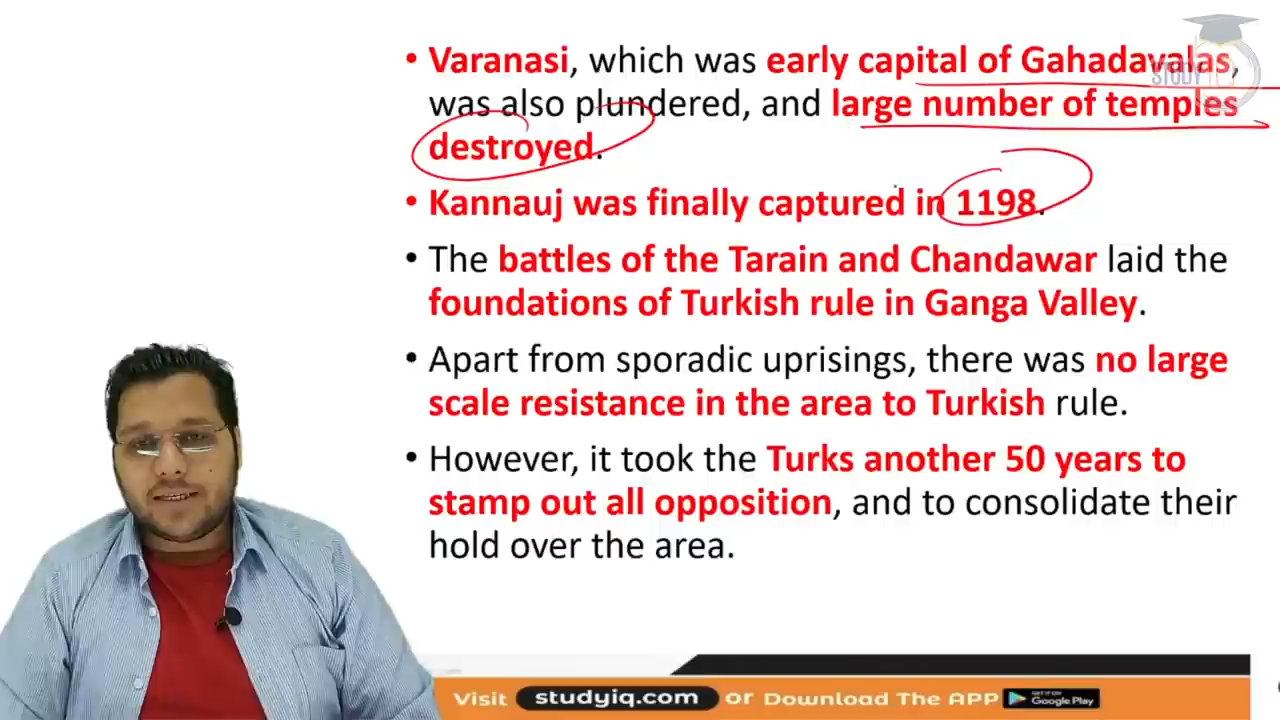 • Varanasi, which was early capital of Gahadavalas,
was also plundered, and large number of temples
destroyed.
• Kannauj was finally captured in 1198.
• The battles of the Tarain and Chandawar laid the
foundations of Turkish rule in Ganga Valley.
• Apart from sporadic uprisings, there was no large
scale resistance in the area to Turkish rule.
• However, it took the Turks another 50 years to
stamp out all opposition, and to consolidate their
hold over the area.
STUDY
Visit studyiq.com or Download The APP GET IT ON Google Play